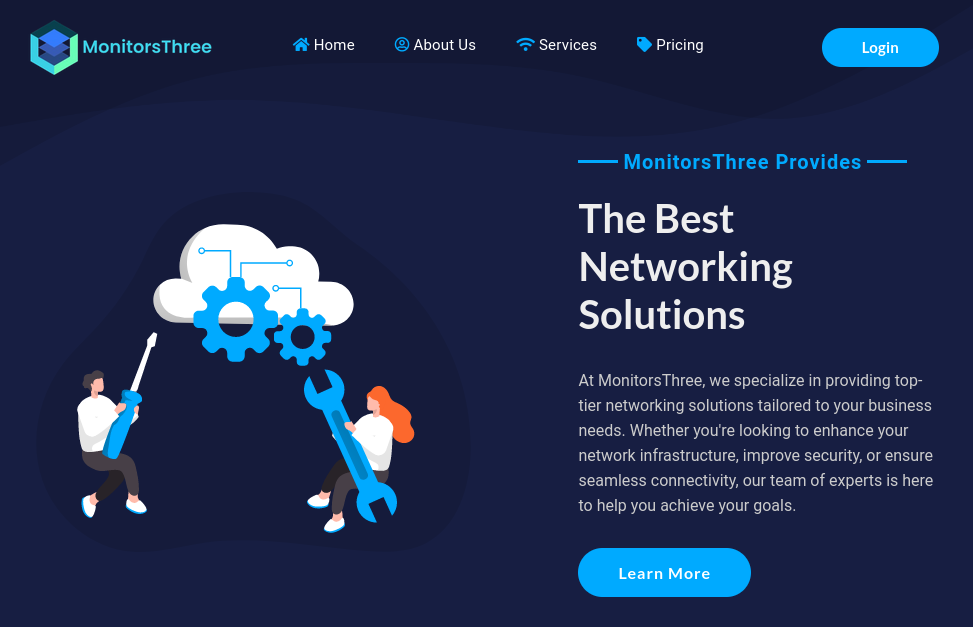 MonitorsThree
Home
About Us
Services
Pricing
Login
MonitorsThree Provides
The Best
Networking
Solutions
At MonitorsThree, we specialize in providing top-
tier networking solutions tailored to your business
needs. Whether you're looking to enhance your
network infrastructure, improve security, or ensure
seamless connectivity, our team of experts is here
to help you achieve your goals.
Learn More